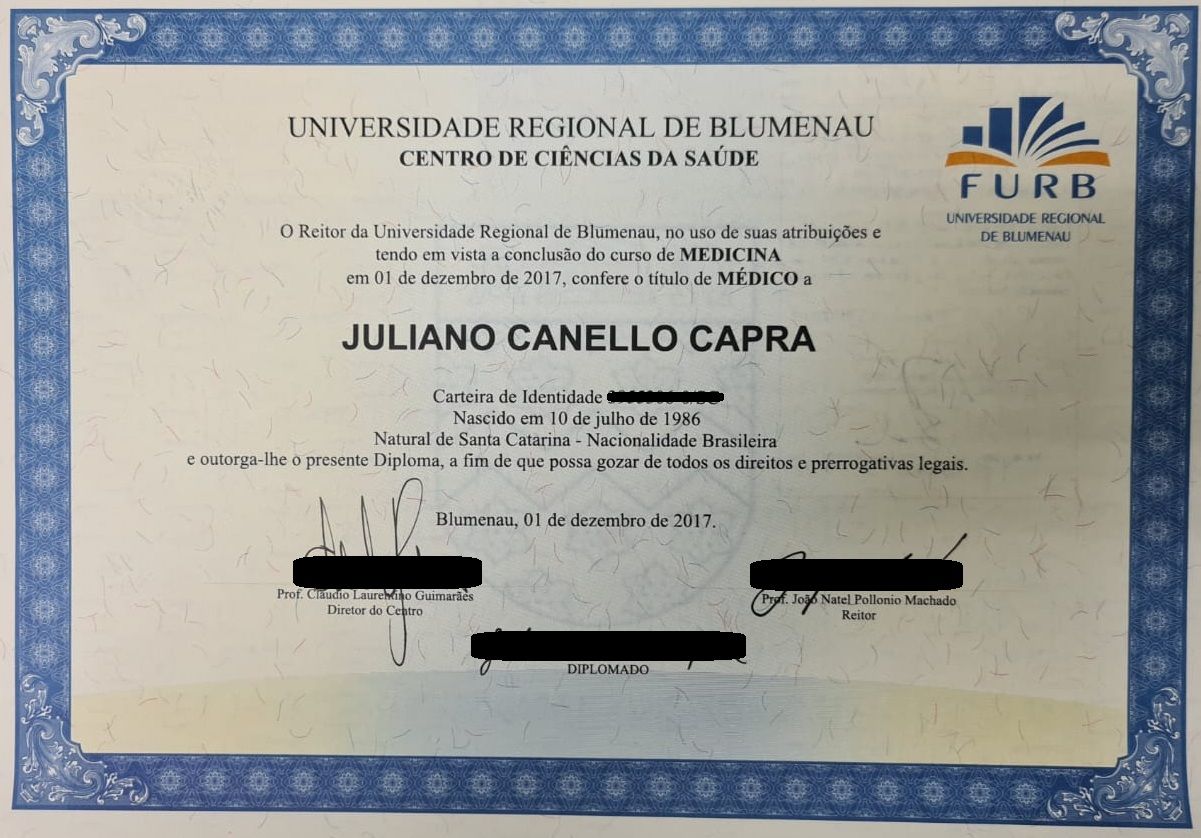 UNIVERSIDADE REGIONAL DE BLUMENAU
CENTRO DE CIÊNCIAS DA SAÚDE
FURB
UNIVERSIDADE REGIONAL
DE BLUMENAU
O Reitor da Universidade Regional de Blumenau, no uso de suas atribuições e
tendo em vista a conclusão do curso de MEDICINA
em 01 de dezembro de 2017, confere o título de MÉDICO a
JULIANO CANELLO CAPRA
Carteira de Identidade
Nascido em 10 de julho de 1986
Natural de Santa Catarina - Nacionalidade Brasileira
e outorga-lhe o presente Diploma, a fim de que possa gozar de todos os direitos e prerrogativas legais.
Blumenau, 01 de dezembro de 2017.
Prof. Cláudio Laurentino Guimarães
Diretor do Centro
Prof. João Natel Pollonio Machado
Reitor
DIPLOMADO